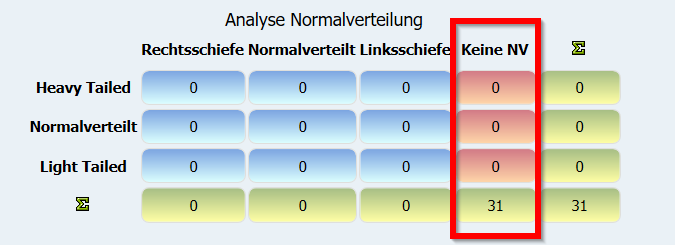 Analyse Normalverteilung
Rechtsschiefe Normalverteilt Linksschiefe Keine NV Σ
Heavy Tailed 0 0 0 0 0
Normalverteilt 0 0 0 0 0
Light Tailed 0 0 0 0 0
Σ 0 0 0 31 31